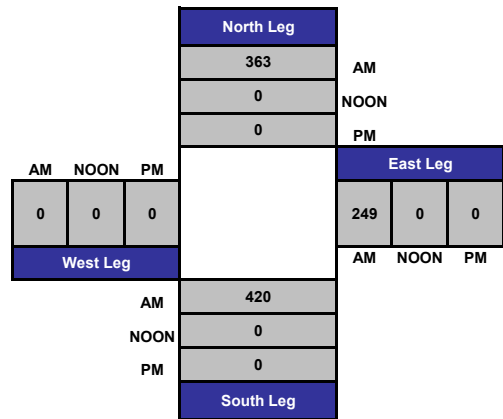 North Leg
363 AM
0 NOON
0 PM
East Leg
AM NOON PM
0 0 0
249 0 0
West Leg
AM NOON PM
AM 420
NOON 0
PM 0
South Leg